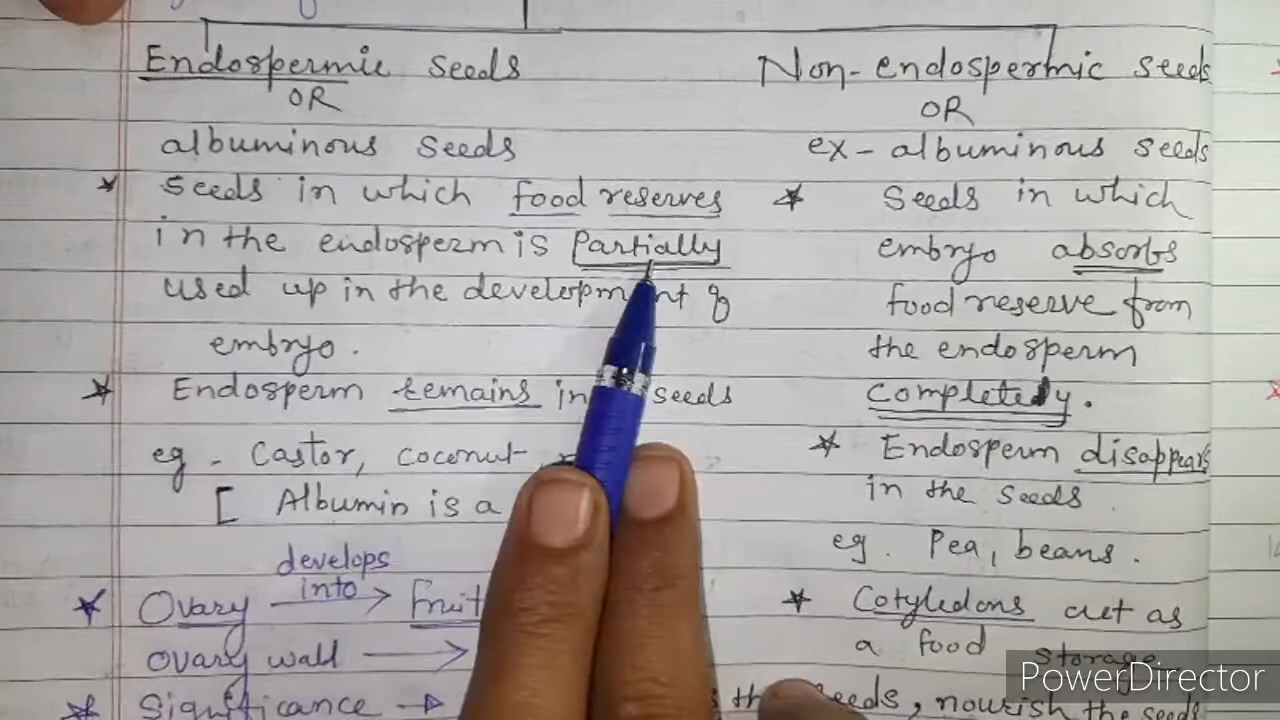 Endospermic seeds
OR
albuminous seeds
* Seeds in which food reserves
in the endosperm is Partially
used up in the development of
embryo.
* Endosperm remains in seeds
eg - Castor, coconut
[ Albumin is a
develops
Ovary into → Fruit
ovary wall →
* Significance → seeds, nourish the seeds
Non-endospermic seeds
OR
ex-albuminous seeds
* Seeds in which
embryo absorbs
food reserve from
the endosperm
Completely.
* Endosperm disappears
in the seeds
eg. Pea, beans.
* Cotyledons act as
a food storage
PowerDirector